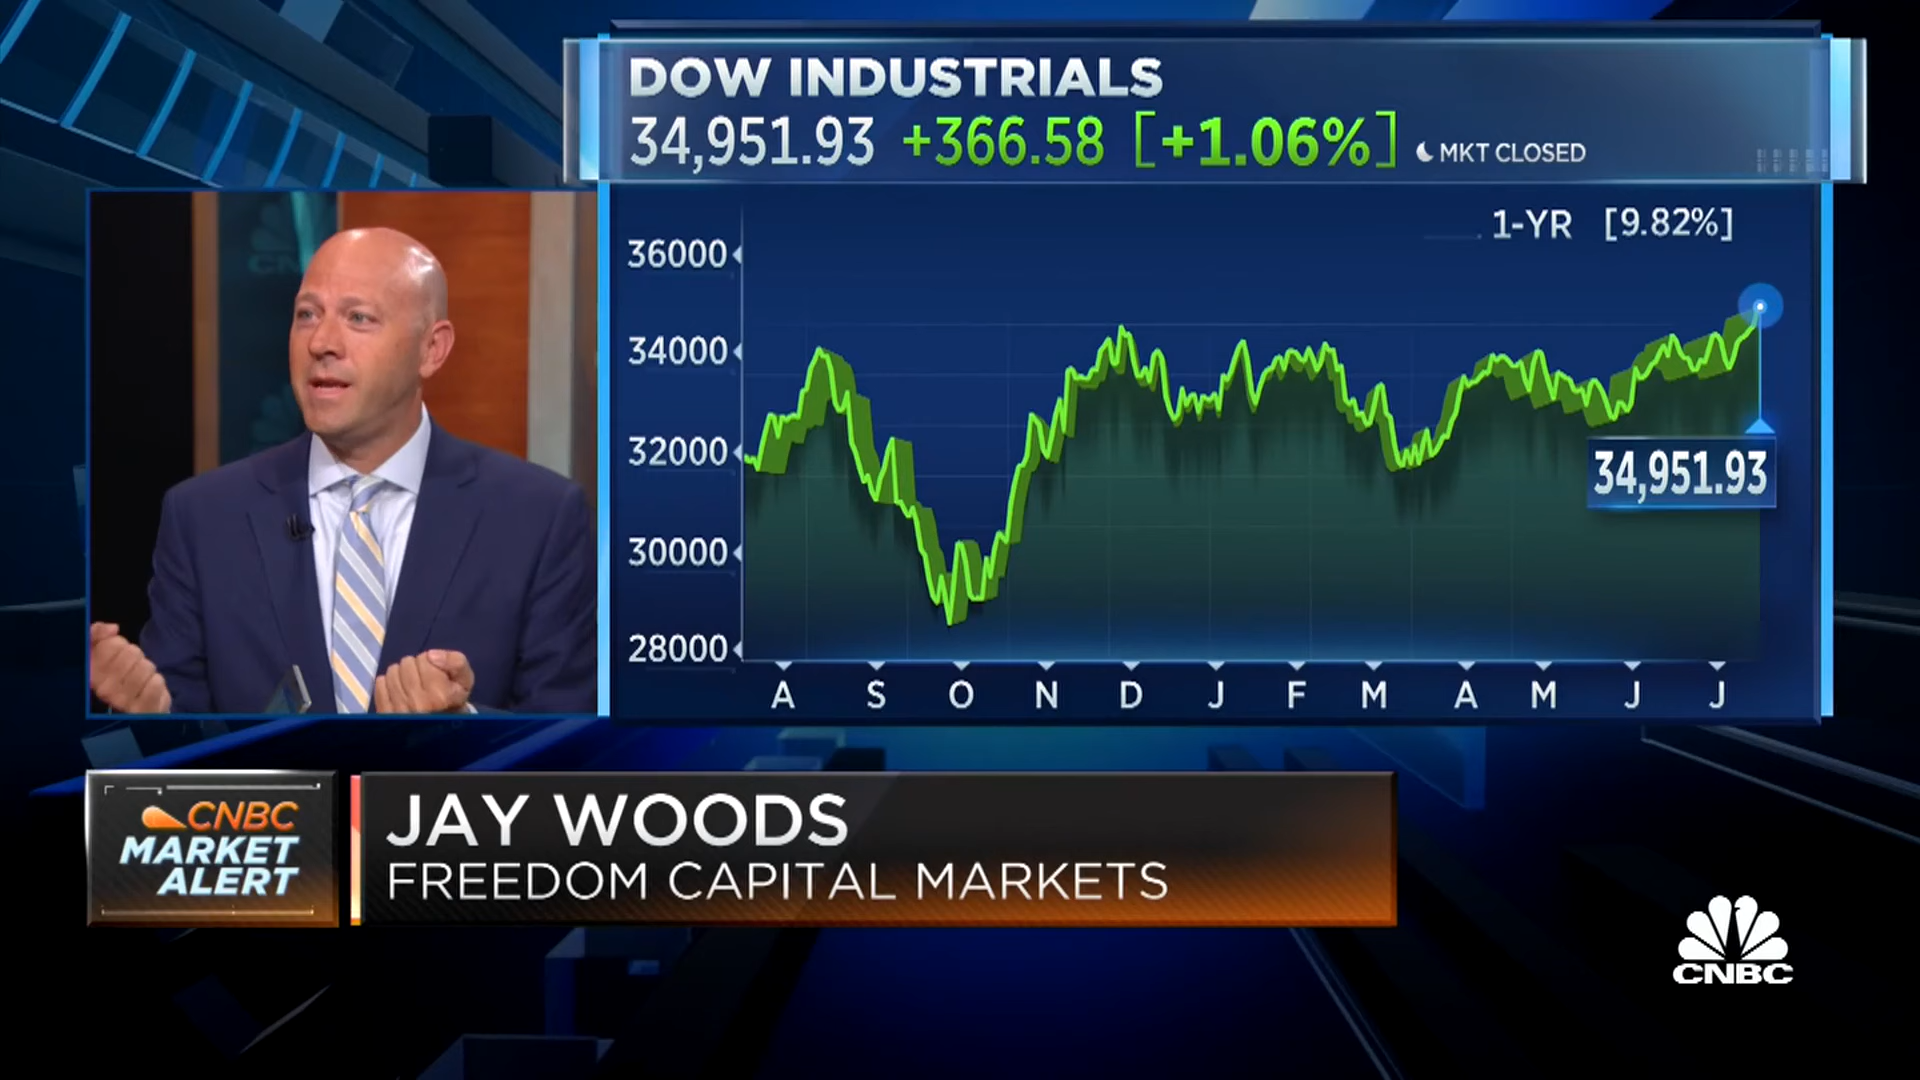 DOW INDUSTRIALS
34,951.93 +366.58 [+1.06%] MKT CLOSED
1-YR [9.82%]
36000
34000
32000
30000
28000
34,951.93
A S O N D J F M A M J J
CNBC
MARKET
ALERT
JAY WOODS
FREEDOM CAPITAL MARKETS
CNBC